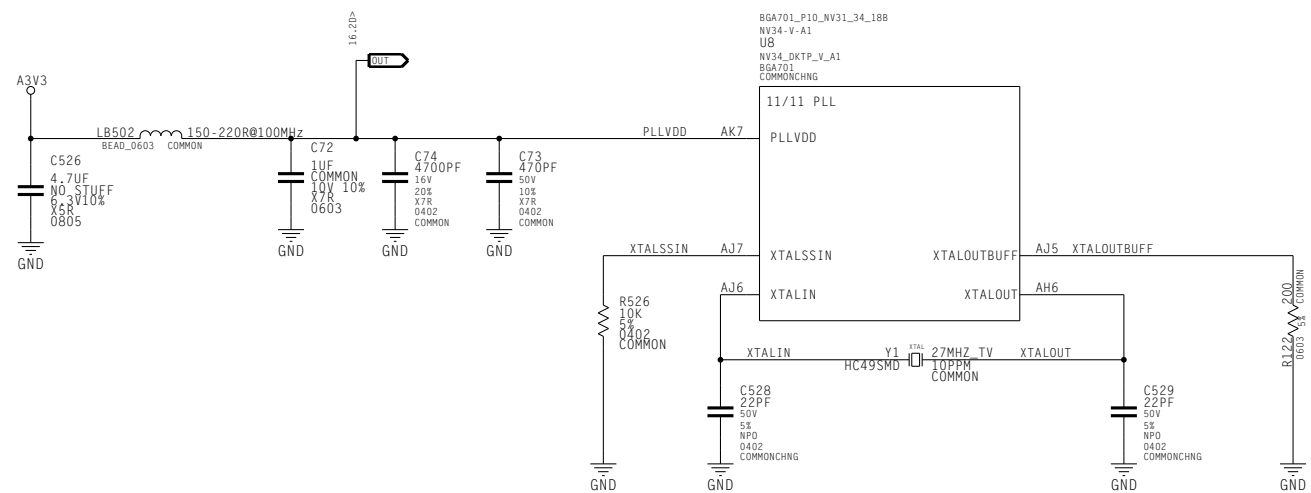 BGA701_P10_NV31_34_18B
NV34-V-A1
U8
NV34_DKTP_V_A1
BGA701
COMMONCHNG
16.2D>
OUT
A3V3
11/11 PLL
LB502
150-220R@100MHz
BEAD_0603
COMMON
PLLVDD
AK7
PLLVDD
C526
4.7UF
NO STUFF
6.3V10%
X5R
0805
GND
C72
1UF
COMMON
10V 10%
X7R
0603
GND
C74
4700PF
16V
20%
X7R
0402
COMMON
GND
C73
470PF
50V
10%
X7R
0402
COMMON
GND
XTALSSIN
AJ7
XTALSSIN
XTALOUTBUFF
AJ5
XTALOUTBUFF
AJ6
XTALIN
XTALOUT
AH6
R526
10K
5%
0402
COMMON
GND
R122
200
0603
5%
COMMON
GND
XTALIN
Y1
XTAL
27MHZ_TV
XTALOUT
HC49SMD
10PPM
COMMON
C528
22PF
50V
5%
NPO
0402
COMMONCHNG
GND
C529
22PF
50V
5%
NPO
0402
COMMONCHNG
GND